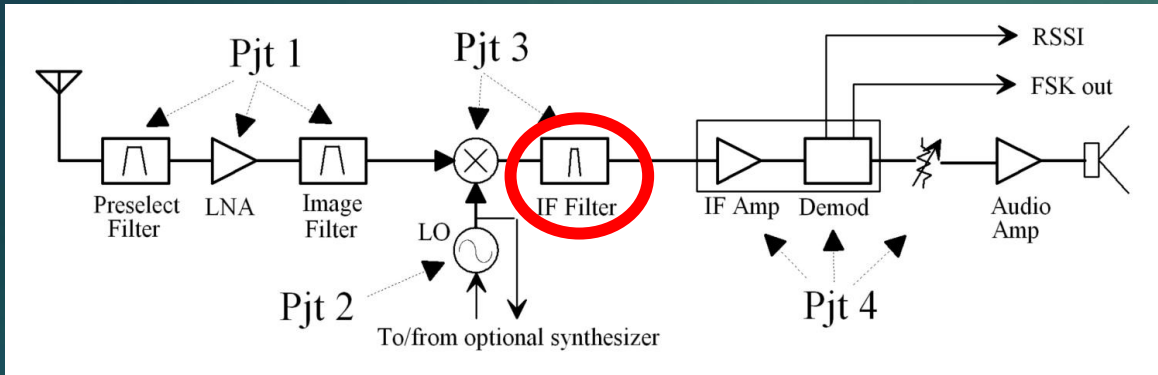 Pjt 1
Pjt 3
RSSI
FSK out
Preselect
Filter
LNA
Image
Filter
LO
IF Filter
IF Amp
Demod
Audio
Amp
Pjt 2
Pjt 4
To/from optional synthesizer